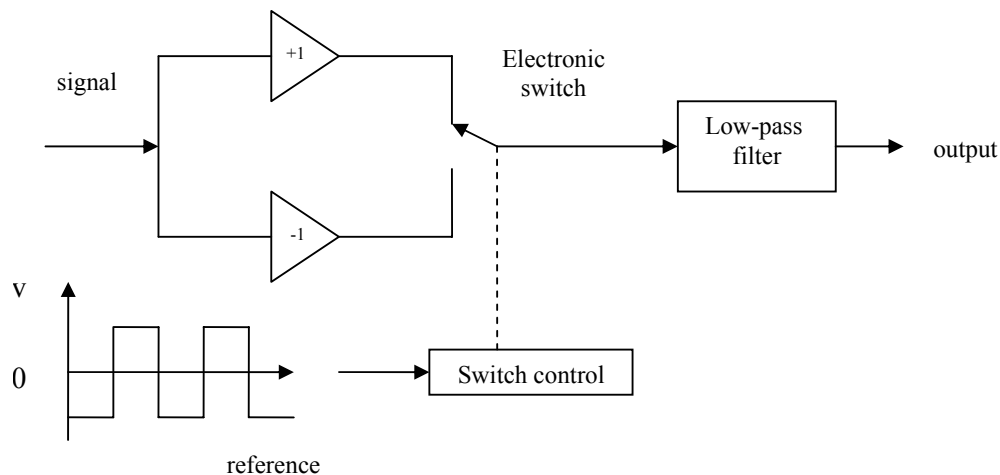 +1
Electronic
switch
signal
Low-pass
filter
output
-1
v
0
Switch control
reference